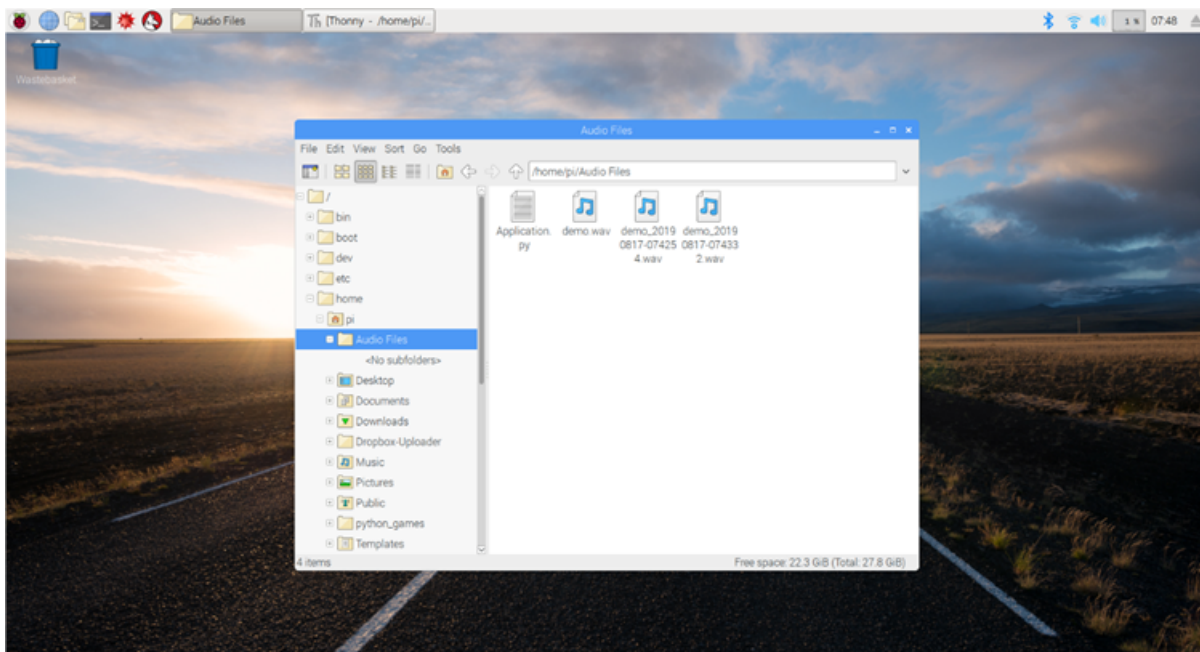 Audio Files
Th [Thonny - /home/pi/..
1 %
07:48
Wastebasket
Audio Files
File Edit View Sort Go Tools
/home/pi/Audio Files
/
bin
boot
dev
etc
home
pi
Audio Files
<No subfolders>
Desktop
Documents
Downloads
Dropbox-Uploader
Music
Pictures
Public
python_games
Templates
Application.
py
demo.wav
demo_2019
0817-07425
4.wav
demo_2019
0817-07433
2.wav
4 items
Free space: 22.3 GiB (Total: 27.8 GiB)